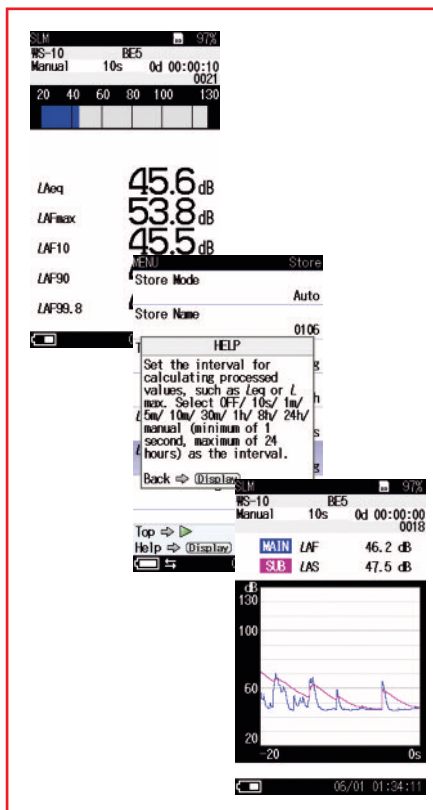 SLM 97%
WS-10 BE5
Manual 10s 0d 00:00:10
0021
20 40 60 80 100 130
LAeq 45.6 dB
LAFmax 53.8 dB
LAF10 45.5 dB
LAF90
LAF99.8
MENU Store
Store Mode
Auto
Store Name
0106
HELP
Set the interval for
calculating processed
values, such as Leq or L
max. Select OFF/ 10s/ 1m/
5m/ 10m/ 30m/ 1h/ 8h/ 24h/
manual (minimum of 1
second, maximum of 24
hours) as the interval.
Back ⇨ Display
Top ⇨ ▶
Help ⇨ Display
SLM 97%
WS-10 BE5
Manual 10s 0d 00:00:00
0018
MAIN LAF 46.2 dB
SUB LAS 47.5 dB
dB
130
100
60
20
-20 0s
06/01 01:34:11